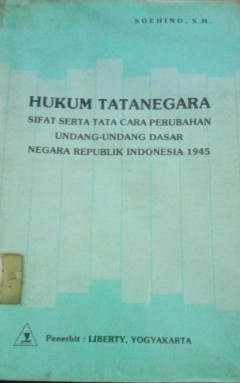 SOEHINO, S.H.
HUKUM TATANEGARA
SIFAT SERTA TATA CARA PERUBAHAN
UNDANG-UNDANG DASAR
NEGARA REPUBLIK INDONESIA 1945
Penerbit : LIBERTY, YOGYAKARTA